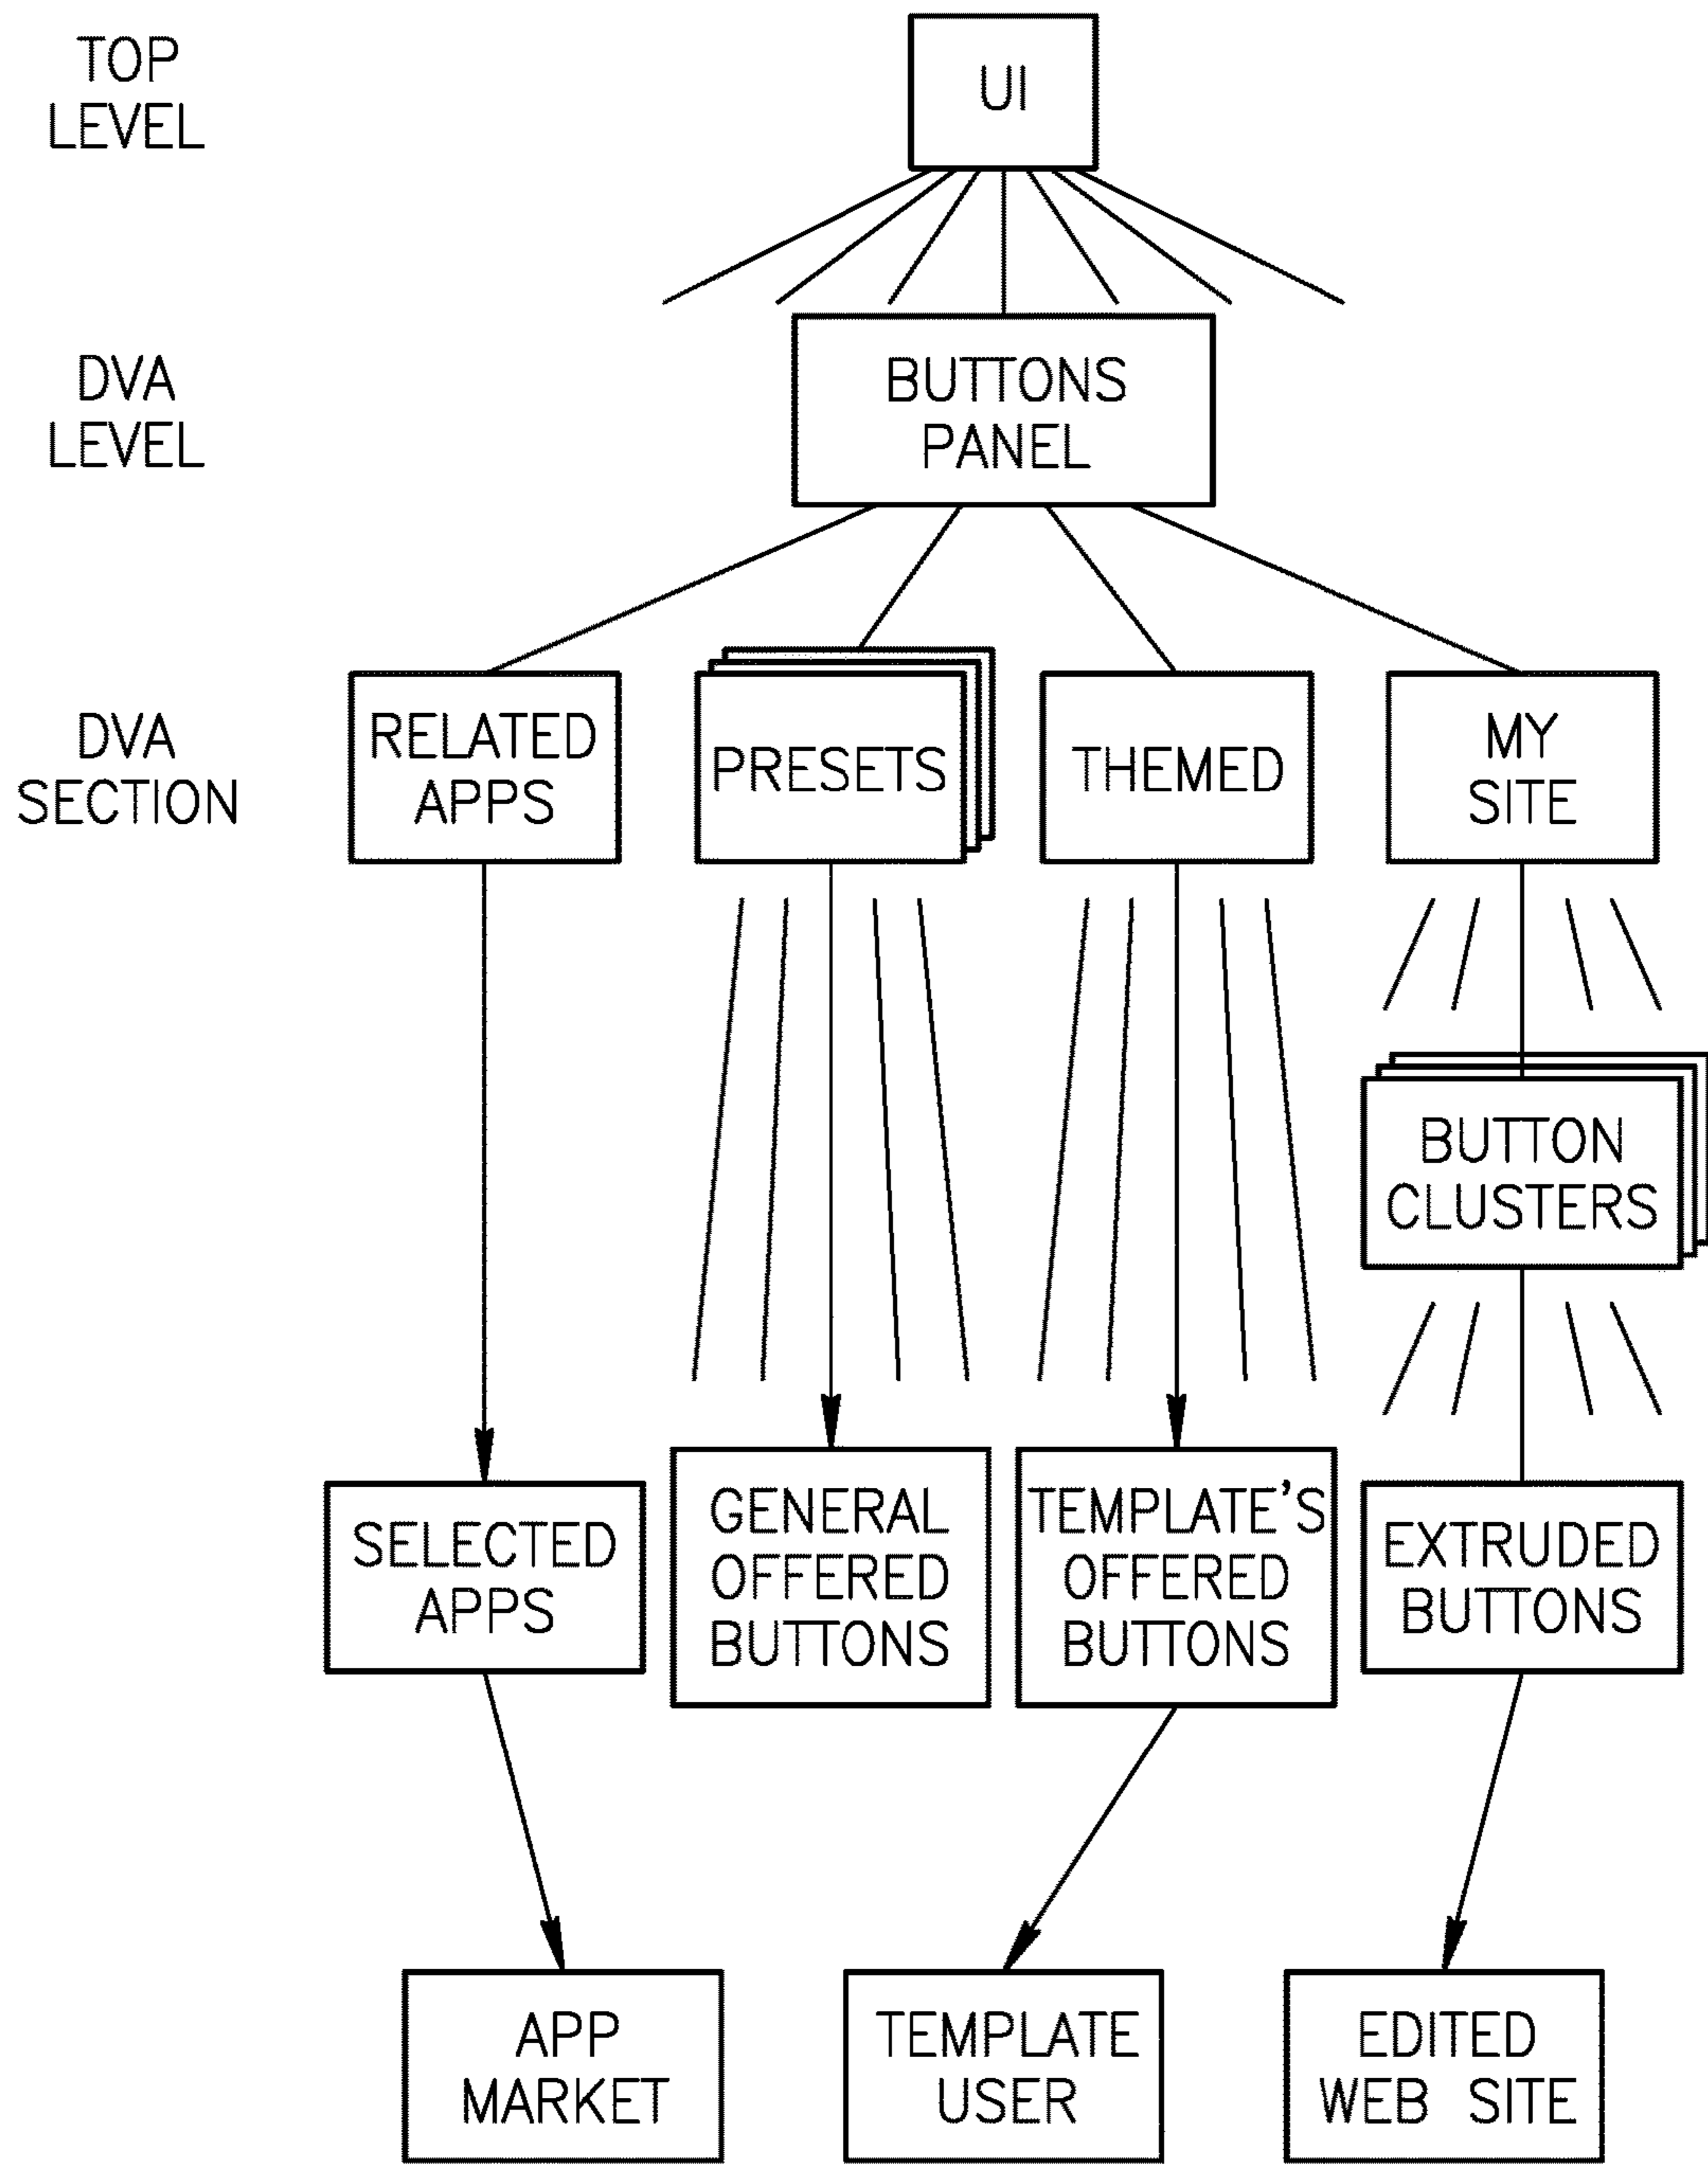 TOP
LEVEL
UI
DVA
LEVEL
BUTTONS
PANEL
DVA
SECTION
RELATED
APPS
PRESETS
THEMED
MY
SITE
BUTTON
CLUSTERS
SELECTED
APPS
GENERAL
OFFERED
BUTTONS
TEMPLATE'S
OFFERED
BUTTONS
EXTRUDED
BUTTONS
APP
MARKET
TEMPLATE
USER
EDITED
WEB SITE